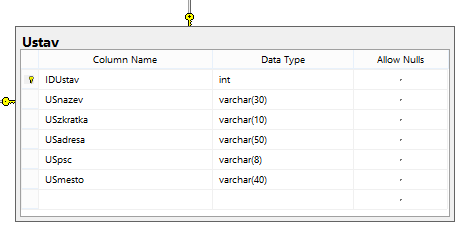 Ustav
Column Name Data Type Allow Nulls
IDUstav int
USnazev varchar(30)
USzkratka varchar(10)
USadresa varchar(50)
USpsc varchar(8)
USmesto varchar(40)